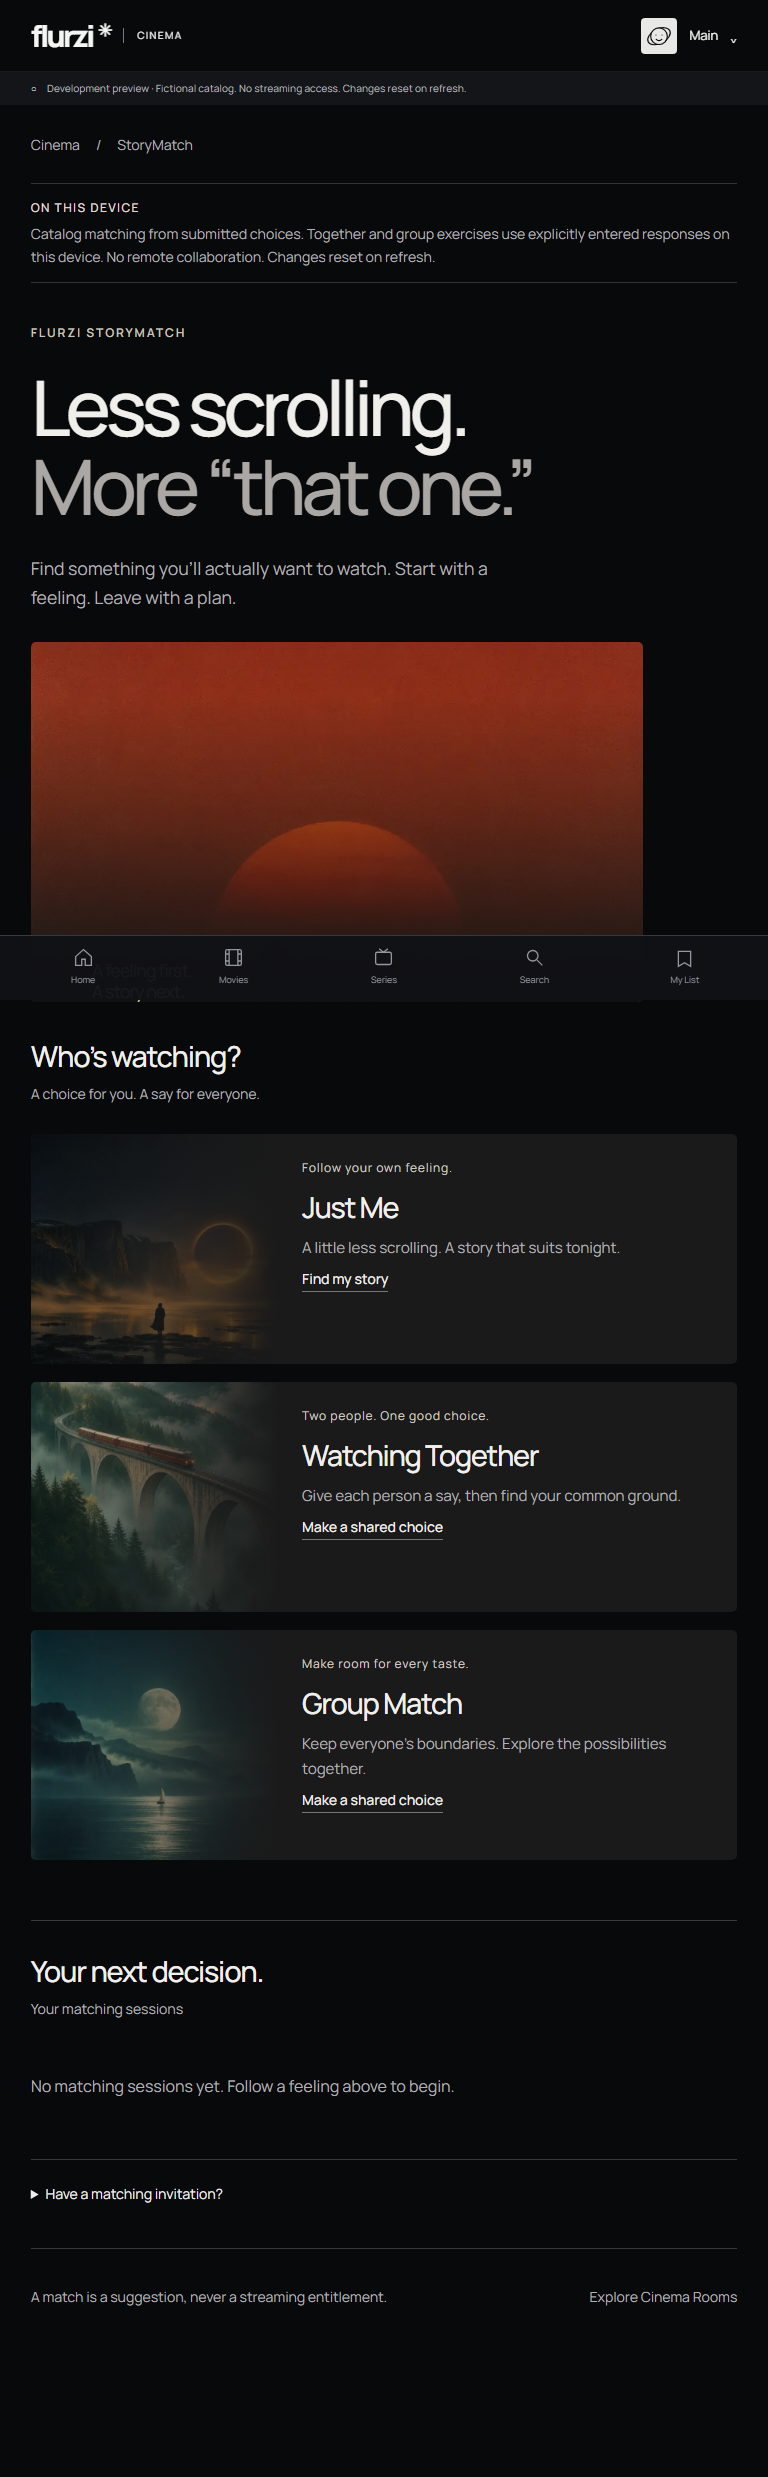 flurzi* CINEMA
Main
Development preview · Fictional catalog. No streaming access. Changes reset on refresh.
Cinema / StoryMatch
ON THIS DEVICE
Catalog matching from submitted choices. Together and group exercises use explicitly entered responses on
this device. No remote collaboration. Changes reset on refresh.
FLURZI STORYMATCH
Less scrolling.
More “that one.”
Find something you’ll actually want to watch. Start with a
feeling. Leave with a plan.
A feeling first.
A story next.
Home
Movies
Series
Search
My List
Who’s watching?
A choice for you. A say for everyone.
Follow your own feeling.
Just Me
A little less scrolling. A story that suits tonight.
Find my story
Two people. One good choice.
Watching Together
Give each person a say, then find your common ground.
Make a shared choice
Make room for every taste.
Group Match
Keep everyone’s boundaries. Explore the possibilities
together.
Make a shared choice
Your next decision.
Your matching sessions
No matching sessions yet. Follow a feeling above to begin.
Have a matching invitation?
A match is a suggestion, never a streaming entitlement.
Explore Cinema Rooms